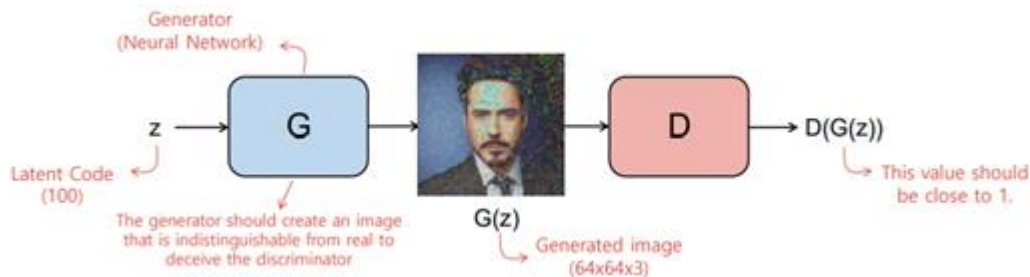 Generator
(Neural Network)
z
G
D
D(G(z))
Latent Code
(100)
The generator should create an image
that is indistinguishable from real to
deceive the discriminator
G(z)
Generated image
(64x64x3)
This value should
be close to 1.